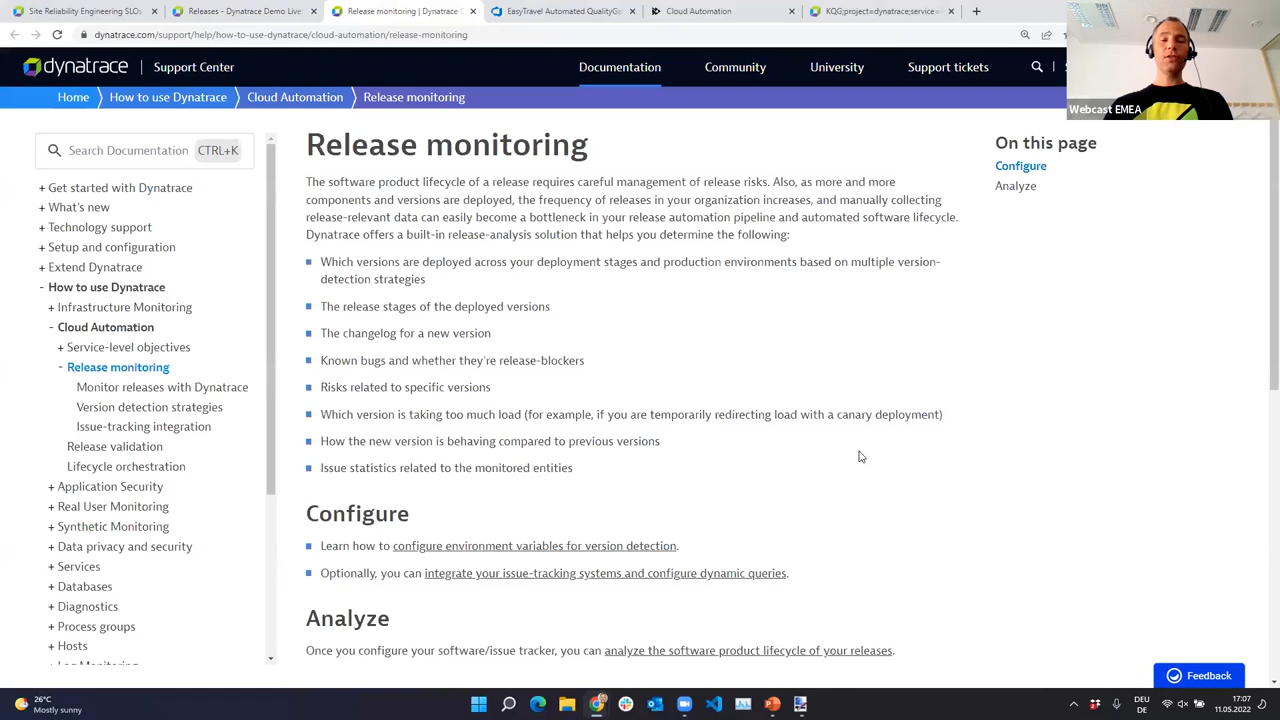 Site Reliability Engineering SLOs
Releases - Dynatrace Demo Live
Release monitoring | Dynatrace D
EasyTravel Automated QualityGat
Cloud Automation
KQG;project=dynatrace;service=
dynatrace.com/support/help/how-to-use-dynatrace/cloud-automation/release-monitoring
dynatrace
Support Center
Documentation
Community
University
Support tickets
Webcast EMEA
Home
How to use Dynatrace
Cloud Automation
Release monitoring
Search Documentation CTRL+K
+ Get started with Dynatrace
+ What's new
+ Technology support
+ Setup and configuration
+ Extend Dynatrace
- How to use Dynatrace
+ Infrastructure Monitoring
- Cloud Automation
+ Service-level objectives
- Release monitoring
Monitor releases with Dynatrace
Version detection strategies
Issue-tracking integration
Release validation
Lifecycle orchestration
+ Application Security
+ Real User Monitoring
+ Synthetic Monitoring
+ Data privacy and security
+ Services
+ Databases
+ Diagnostics
+ Process groups
+ Hosts
+ Log Monitoring
Release monitoring
The software product lifecycle of a release requires careful management of release risks. Also, as more and more
components and versions are deployed, the frequency of releases in your organization increases, and manually collecting
release-relevant data can easily become a bottleneck in your release automation pipeline and automated software lifecycle.
Dynatrace offers a built-in release-analysis solution that helps you determine the following:
Which versions are deployed across your deployment stages and production environments based on multiple version-
detection strategies
The release stages of the deployed versions
The changelog for a new version
Known bugs and whether they're release-blockers
Risks related to specific versions
Which version is taking too much load (for example, if you are temporarily redirecting load with a canary deployment)
How the new version is behaving compared to previous versions
Issue statistics related to the monitored entities
Configure
Learn how to configure environment variables for version detection.
Optionally, you can integrate your issue-tracking systems and configure dynamic queries.
Analyze
Once you configure your software/issue tracker, you can analyze the software product lifecycle of your releases.
On this page
Configure
Analyze
Feedback
26°C
Mostly sunny
DEU
DE
17:07
11.05.2022